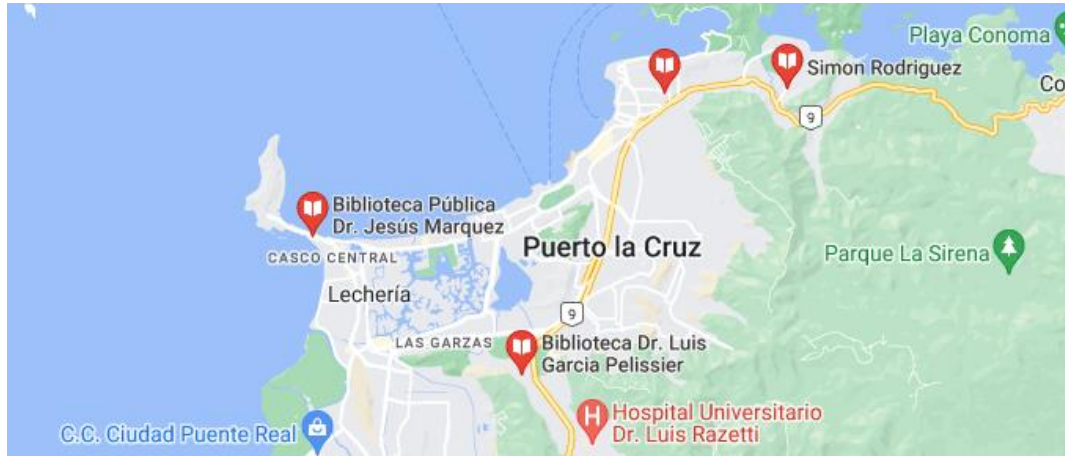 Playa Conoma
Simon Rodriguez
Co
9
Biblioteca Pública
Dr. Jesús Marquez
CASCO CENTRAL
Puerto la Cruz
Parque La Sirena
Lechería
9
LAS GARZAS
Biblioteca Dr. Luis
Garcia Pelissier
H
Hospital Universitario
Dr. Luis Razetti
C.C. Ciudad Puente Real